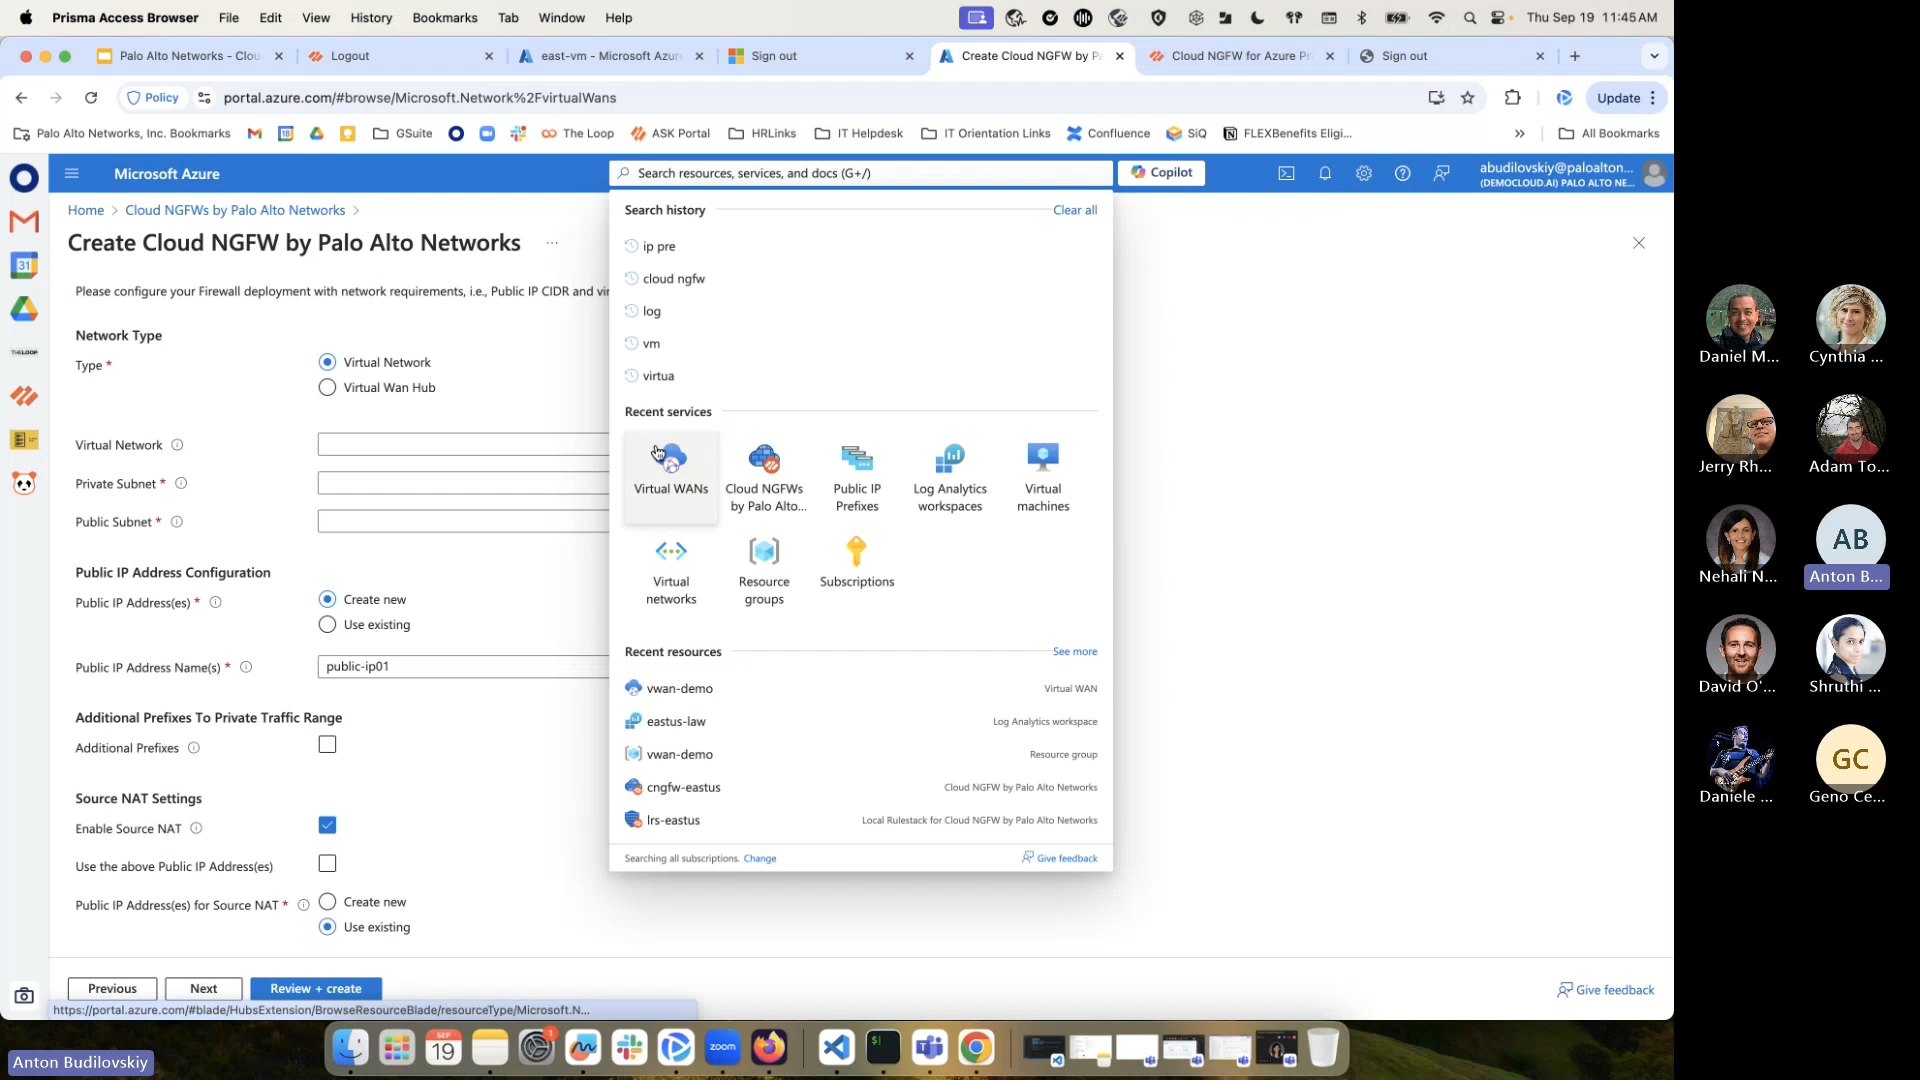 Prisma Access Browser File Edit View History Bookmarks Tab Window Help Thu Sep 19 11:45 AM
Palo Alto Networks - Clou Logout east-vm - Microsoft Azur Sign out Create Cloud NGFW by Pa Cloud NGFW for Azure Pr Sign out
Policy portal.azure.com/#browse/Microsoft.Network%2FvirtualWans Update
Palo Alto Networks, Inc. Bookmarks GSuite The Loop ASK Portal HRLinks IT Helpdesk IT Orientation Links Confluence SiQ FLEXBenefits Eligi... » All Bookmarks
Microsoft Azure Search resources, services, and docs (G+/) Copilot abudilovskiy@paloalton...
(DEMOCLOUD.AI) PALO ALTO NE...
Home > Cloud NGFWs by Palo Alto Networks >
Create Cloud NGFW by Palo Alto Networks ...
Please configure your Firewall deployment with network requirements, i.e., Public IP CIDR and vi
Network Type
Type *
Virtual Network
Virtual Wan Hub
Virtual Network
Private Subnet *
Public Subnet *
Public IP Address Configuration
Public IP Address(es) *
Create new
Use existing
Public IP Address Name(s) *
public-ip01
Additional Prefixes To Private Traffic Range
Additional Prefixes
Source NAT Settings
Enable Source NAT
Use the above Public IP Address(es)
Public IP Address(es) for Source NAT *
Create new
Use existing
Previous Next Review + create
Give feedback
https://portal.azure.com/#blade/HubsExtension/BrowseResourceBlade/resourceType/Microsoft.N...
Search history Clear all
ip pre
cloud ngfw
log
vm
virtua
Recent services
Virtual WANs
Cloud NGFWs by Palo Alto...
Public IP Prefixes
Log Analytics workspaces
Virtual machines
Virtual networks
Resource groups
Subscriptions
Recent resources See more
vwan-demo Virtual WAN
eastus-law Log Analytics workspace
vwan-demo Resource group
cngfw-eastus Cloud NGFW by Palo Alto Networks
lrs-eastus Local Rulestack for Cloud NGFW by Palo Alto Networks
Searching all subscriptions. Change Give feedback
31
THE LOOP
SEP
19
1
zoom
$
Anton Budilovskiy
Daniel M...
Cynthia ...
Jerry Rh...
Adam To...
Nehali N...
AB
Anton B...
David O'...
Shruthi ...
Daniele ...
GC
Geno Ce...